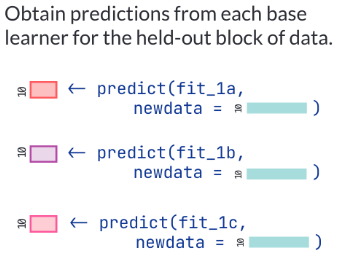 Obtain predictions from each base
learner for the held-out block of data.
10 ← predict(fit_1a,
newdata = 10 )
10 ← predict(fit_1b,
newdata = 10 )
10 ← predict(fit_1c,
newdata = 10 )